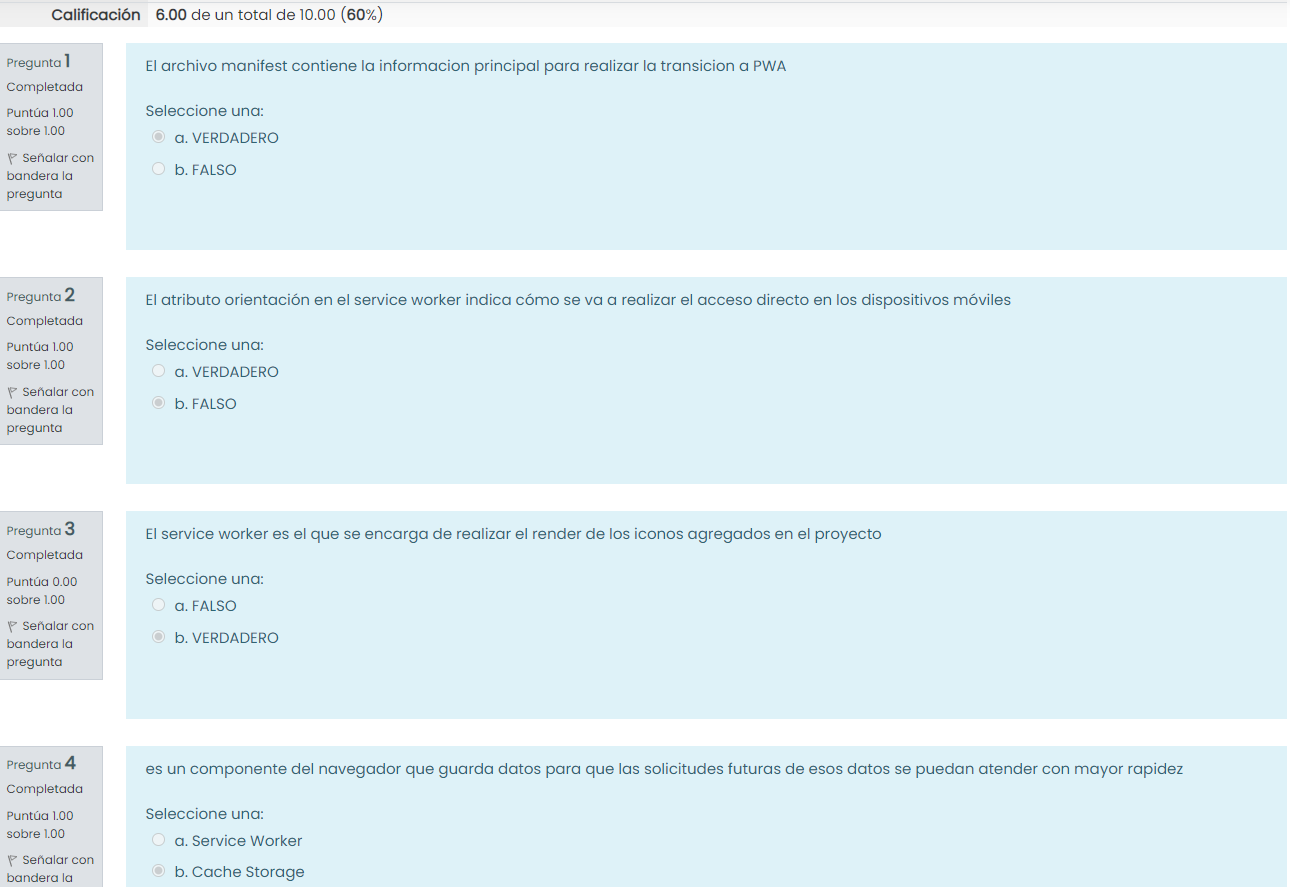 Calificación 6.00 de un total de 10.00 (60%)
Pregunta 1
Completada
Puntúa 1.00
sobre 1.00
Señalar con
bandera la
pregunta
El archivo manifest contiene la informacion principal para realizar la transicion a PWA
Seleccione una:
a. VERDADERO
b. FALSO
Pregunta 2
Completada
Puntúa 1.00
sobre 1.00
Señalar con
bandera la
pregunta
El atributo orientación en el service worker indica cómo se va a realizar el acceso directo en los dispositivos móviles
Seleccione una:
a. VERDADERO
b. FALSO
Pregunta 3
Completada
Puntúa 0.00
sobre 1.00
Señalar con
bandera la
pregunta
El service worker es el que se encarga de realizar el render de los iconos agregados en el proyecto
Seleccione una:
a. FALSO
b. VERDADERO
Pregunta 4
Completada
Puntúa 1.00
sobre 1.00
Señalar con
bandera la
es un componente del navegador que guarda datos para que las solicitudes futuras de esos datos se puedan atender con mayor rapidez
Seleccione una:
a. Service Worker
b. Cache Storage